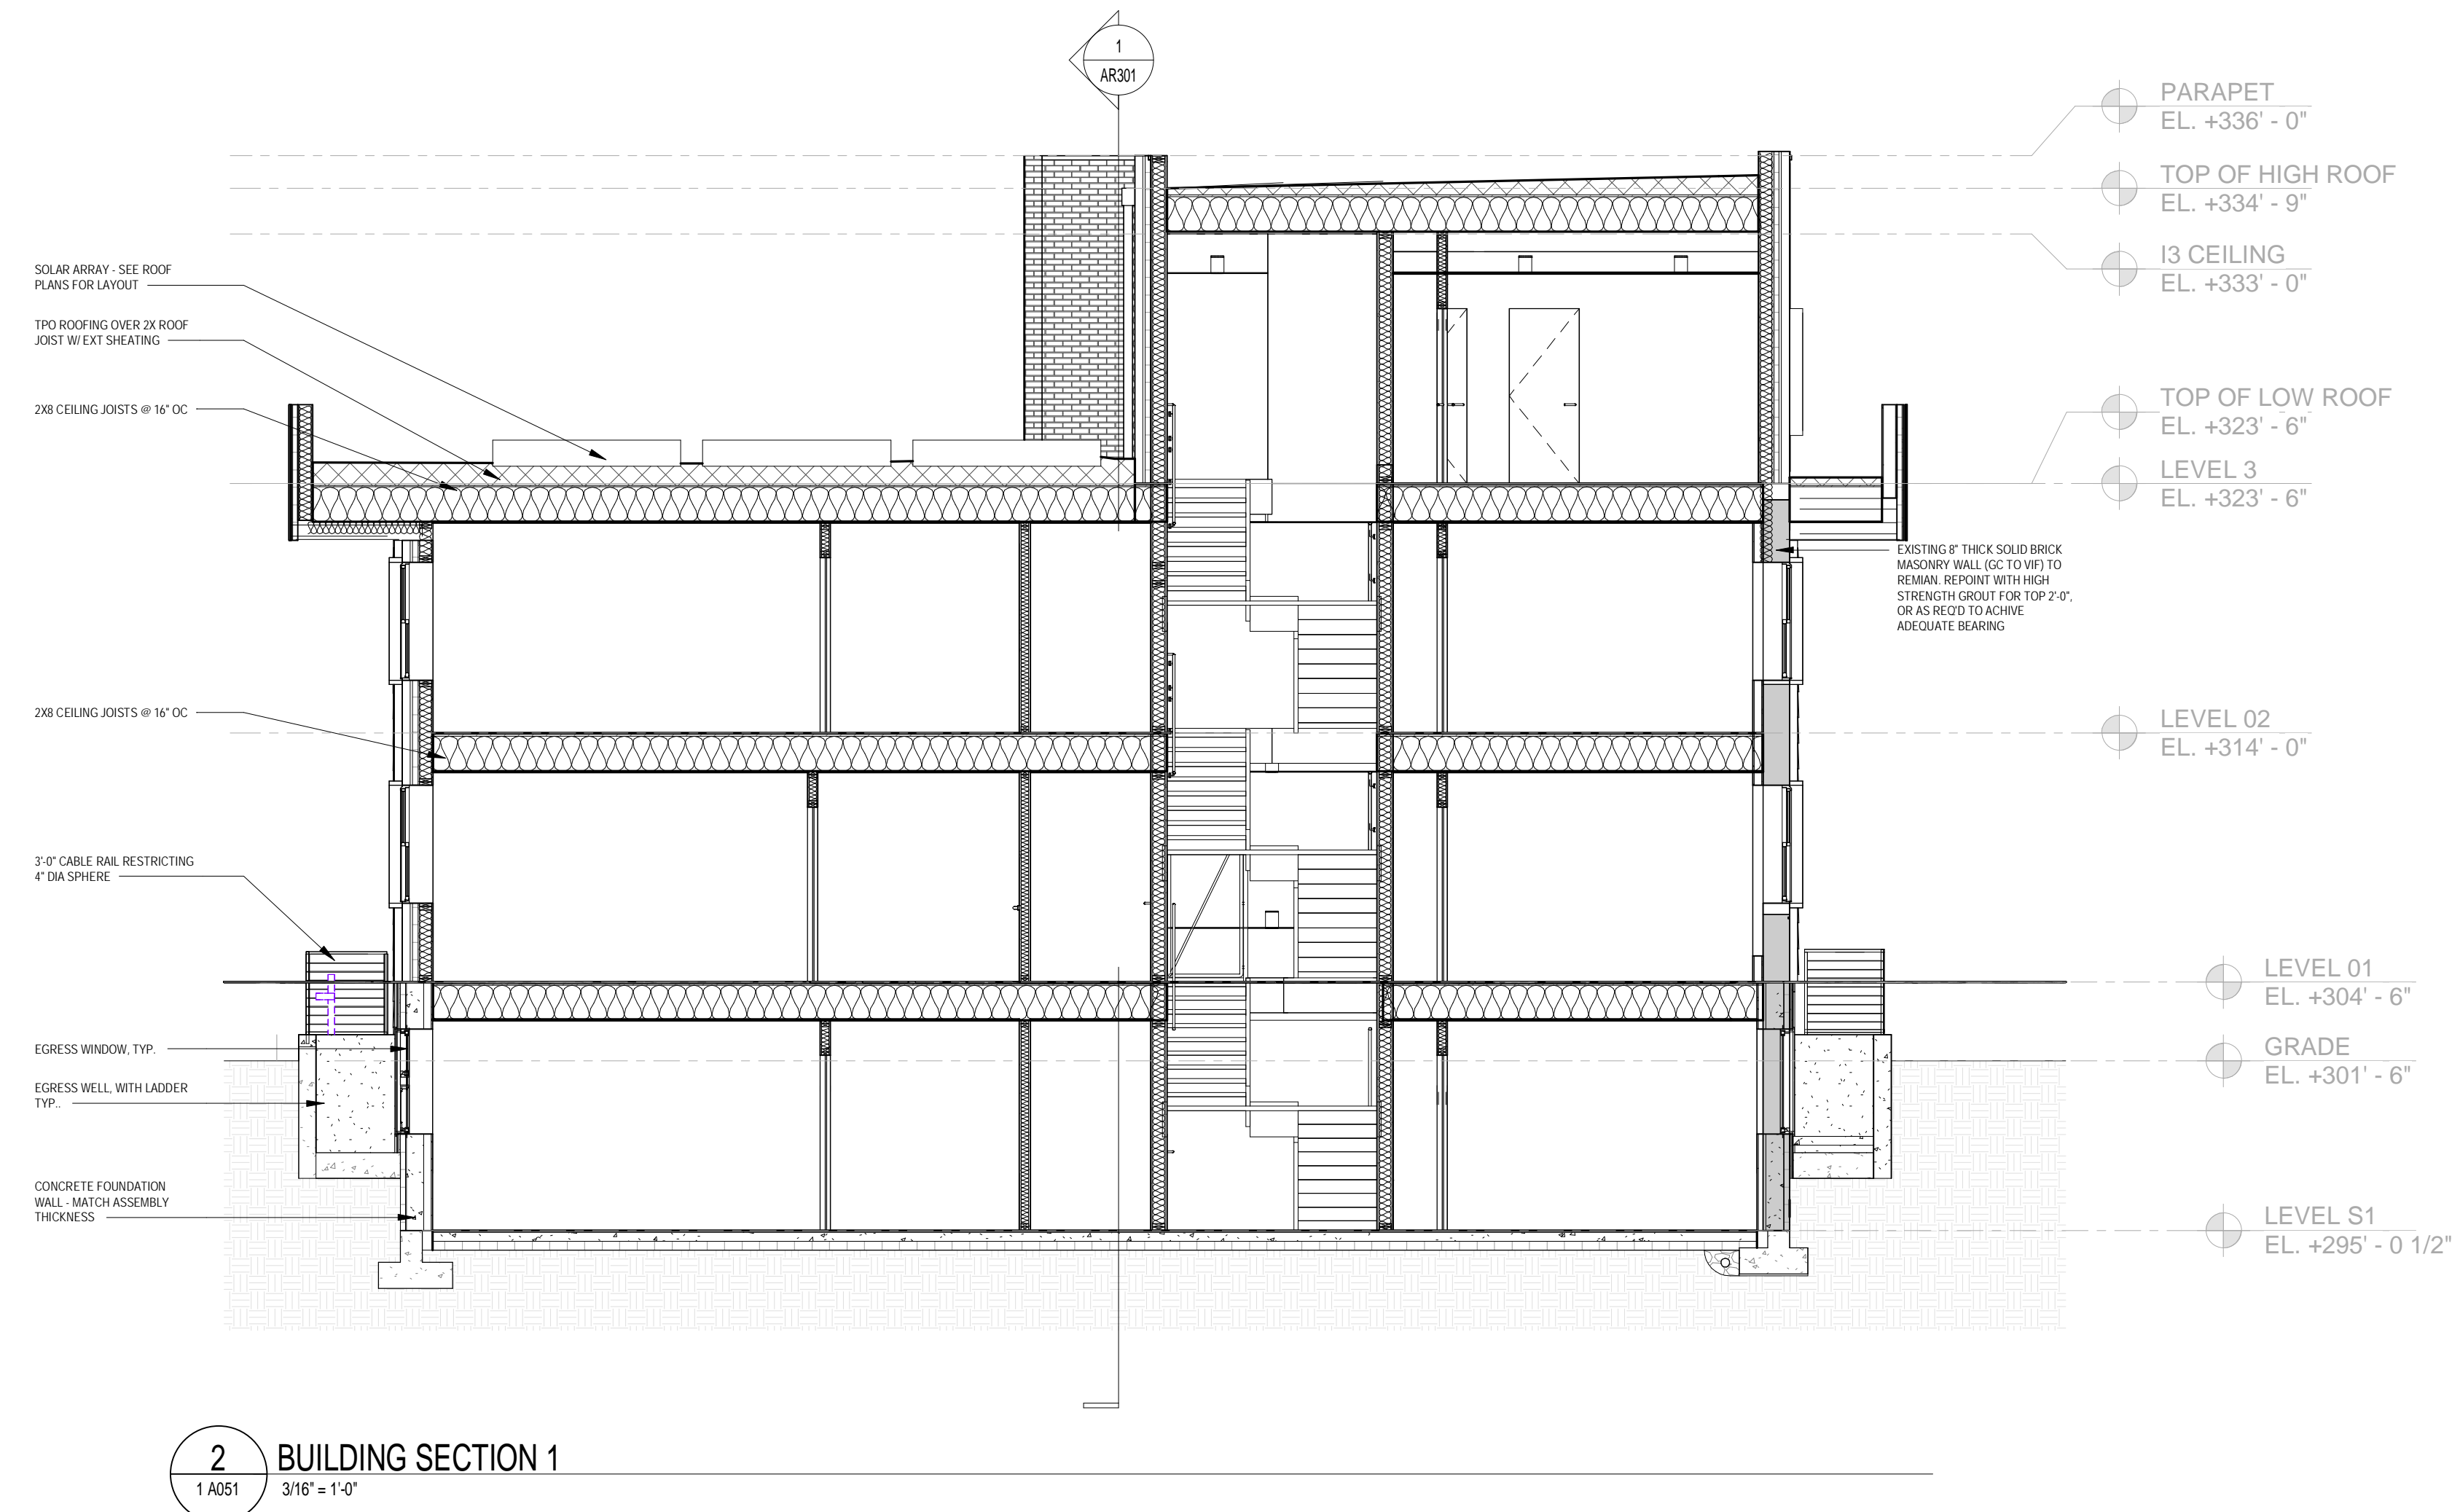 1
AR301
PARAPET
EL. +336' - 0"
TOP OF HIGH ROOF
EL. +334' - 9"
I3 CEILING
EL. +333' - 0"
SOLAR ARRAY - SEE ROOF
PLANS FOR LAYOUT
TPO ROOFING OVER 2X ROOF
JOIST W/ EXT SHEATING
2X8 CEILING JOISTS @ 16" OC
TOP OF LOW ROOF
EL. +323' - 6"
LEVEL 3
EL. +323' - 6"
EXISTING 8" THICK SOLID BRICK
MASONRY WALL (GC TO VIF) TO
REMIAN. REPOINT WITH HIGH
STRENGTH GROUT FOR TOP 2'-0",
OR AS REQ'D TO ACHIVE
ADEQUATE BEARING
2X8 CEILING JOISTS @ 16" OC
LEVEL 02
EL. +314' - 0"
3'-0" CABLE RAIL RESTRICTING
4" DIA SPHERE
LEVEL 01
EL. +304' - 6"
EGRESS WINDOW, TYP.
GRADE
EL. +301' - 6"
EGRESS WELL, WITH LADDER
TYP..
CONCRETE FOUNDATION
WALL - MATCH ASSEMBLY
THICKNESS
LEVEL S1
EL. +295' - 0 1/2"
2
1 A051
BUILDING SECTION 1
3/16" = 1'-0"